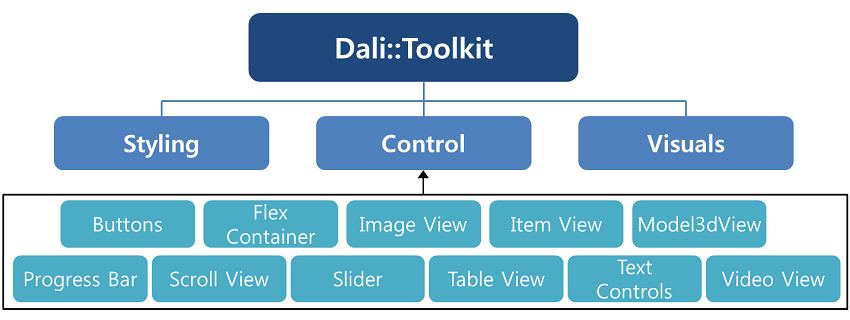 Dali::Toolkit
Styling
Control
Visuals
Buttons
Flex
Container
Image View
Item View
Model3dView
Progress Bar
Scroll View
Slider
Table View
Text
Controls
Video View